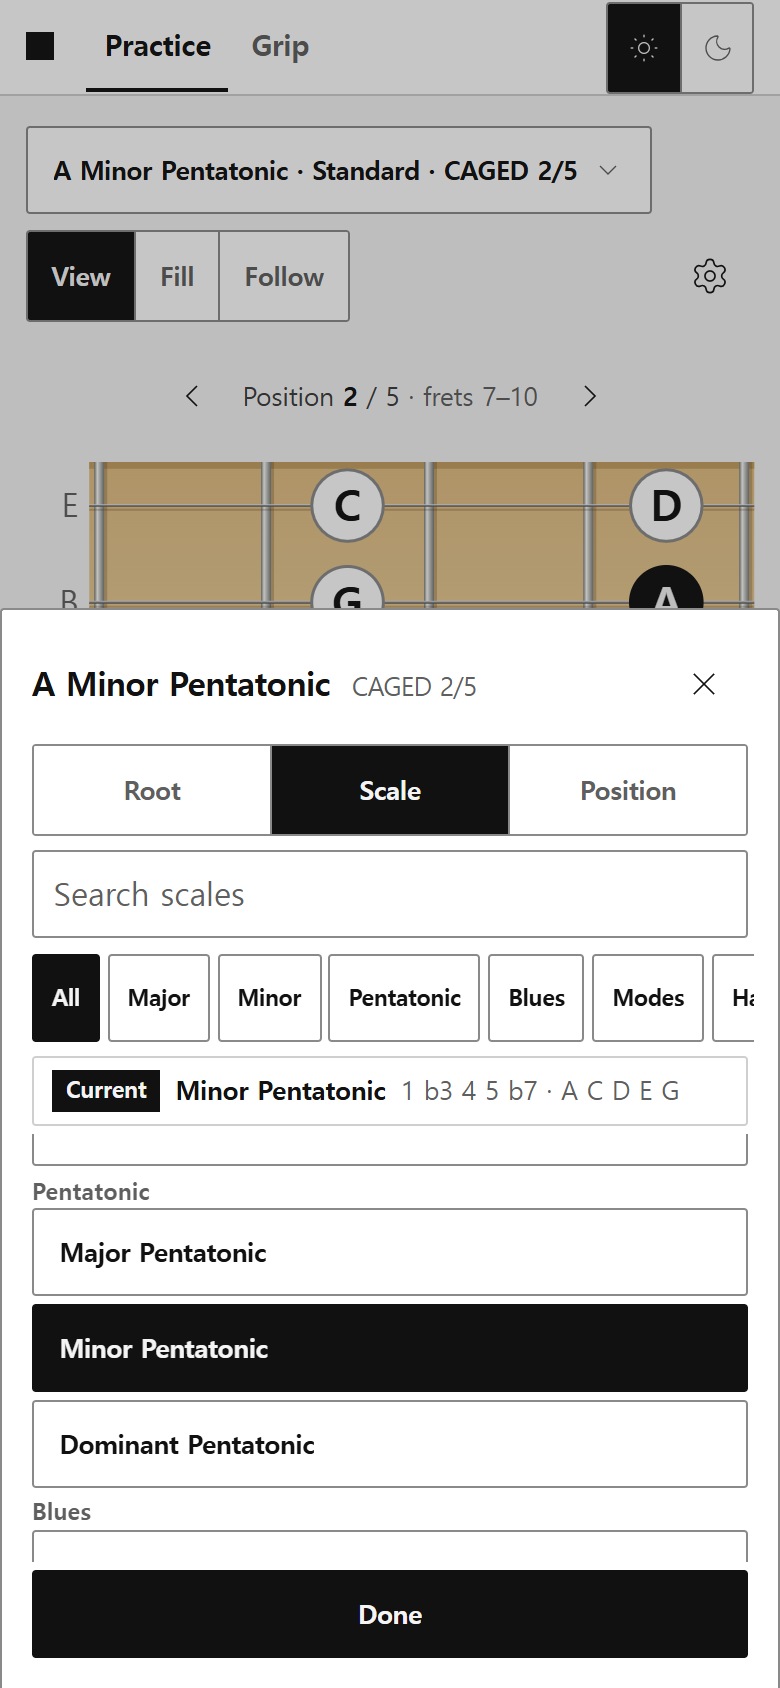 Practice Grip
A Minor Pentatonic · Standard · CAGED 2/5
View Fill Follow
Position 2 / 5 · frets 7–10
E C D
B G A
A Minor Pentatonic CAGED 2/5
Root Scale Position
Search scales
All Major Minor Pentatonic Blues Modes
Current Minor Pentatonic 1 b3 4 5 b7 · A C D E G
Pentatonic
Major Pentatonic
Minor Pentatonic
Dominant Pentatonic
Blues
Done